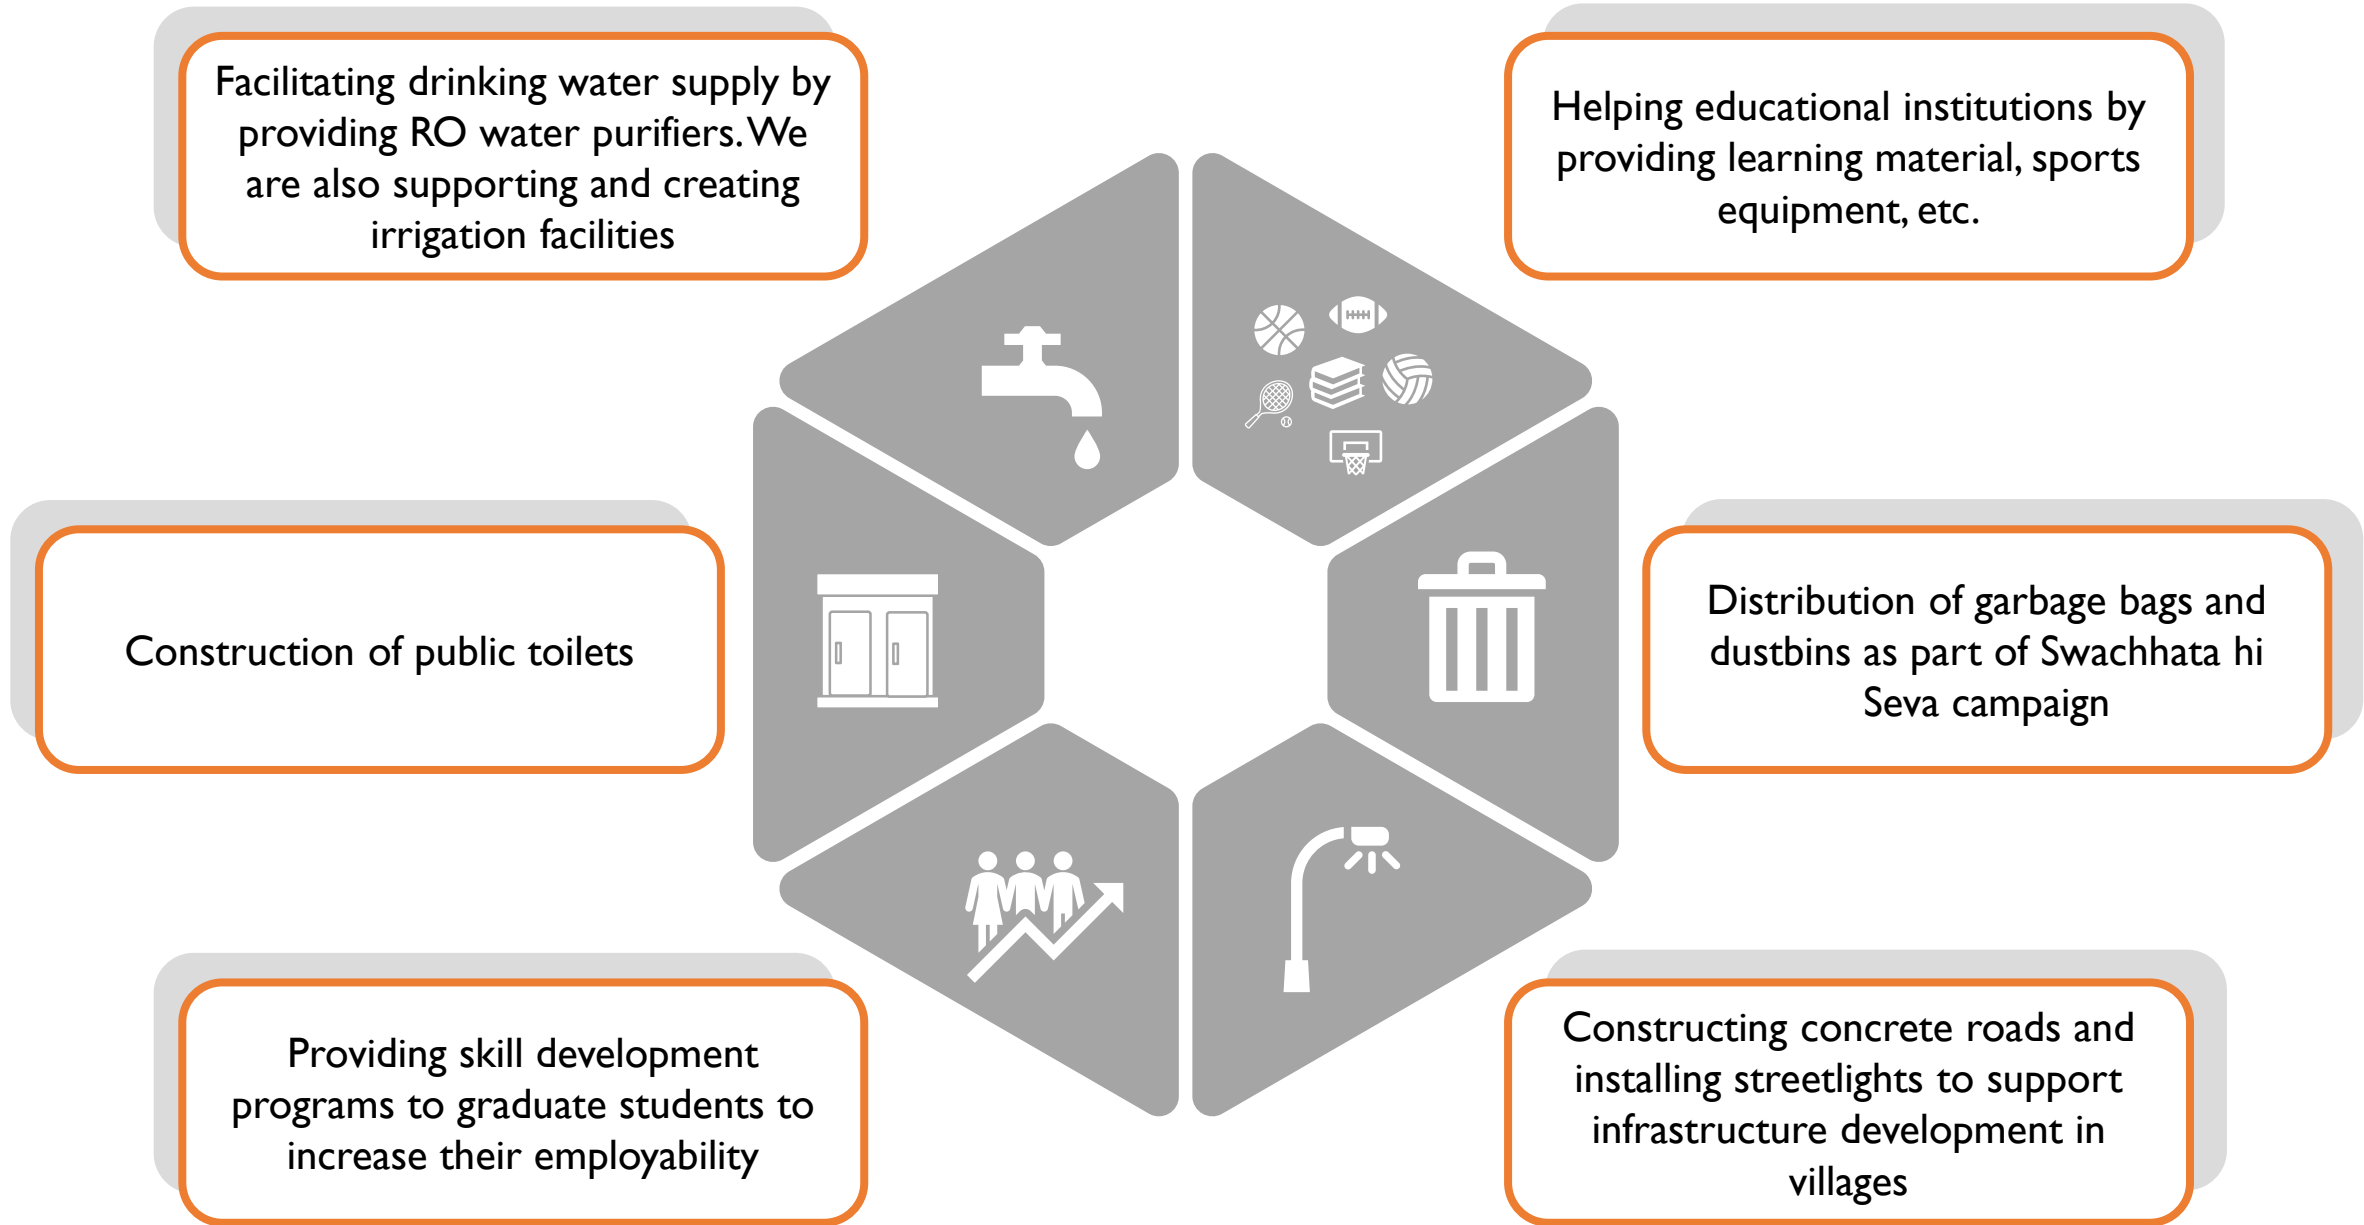 Facilitating drinking water supply by
providing RO water purifiers. We
are also supporting and creating
irrigation facilities
Helping educational institutions by
providing learning material, sports
equipment, etc.
Construction of public toilets
Distribution of garbage bags and
dustbins as part of Swachhata hi
Seva campaign
Providing skill development
programs to graduate students to
increase their employability
Constructing concrete roads and
installing streetlights to support
infrastructure development in
villages